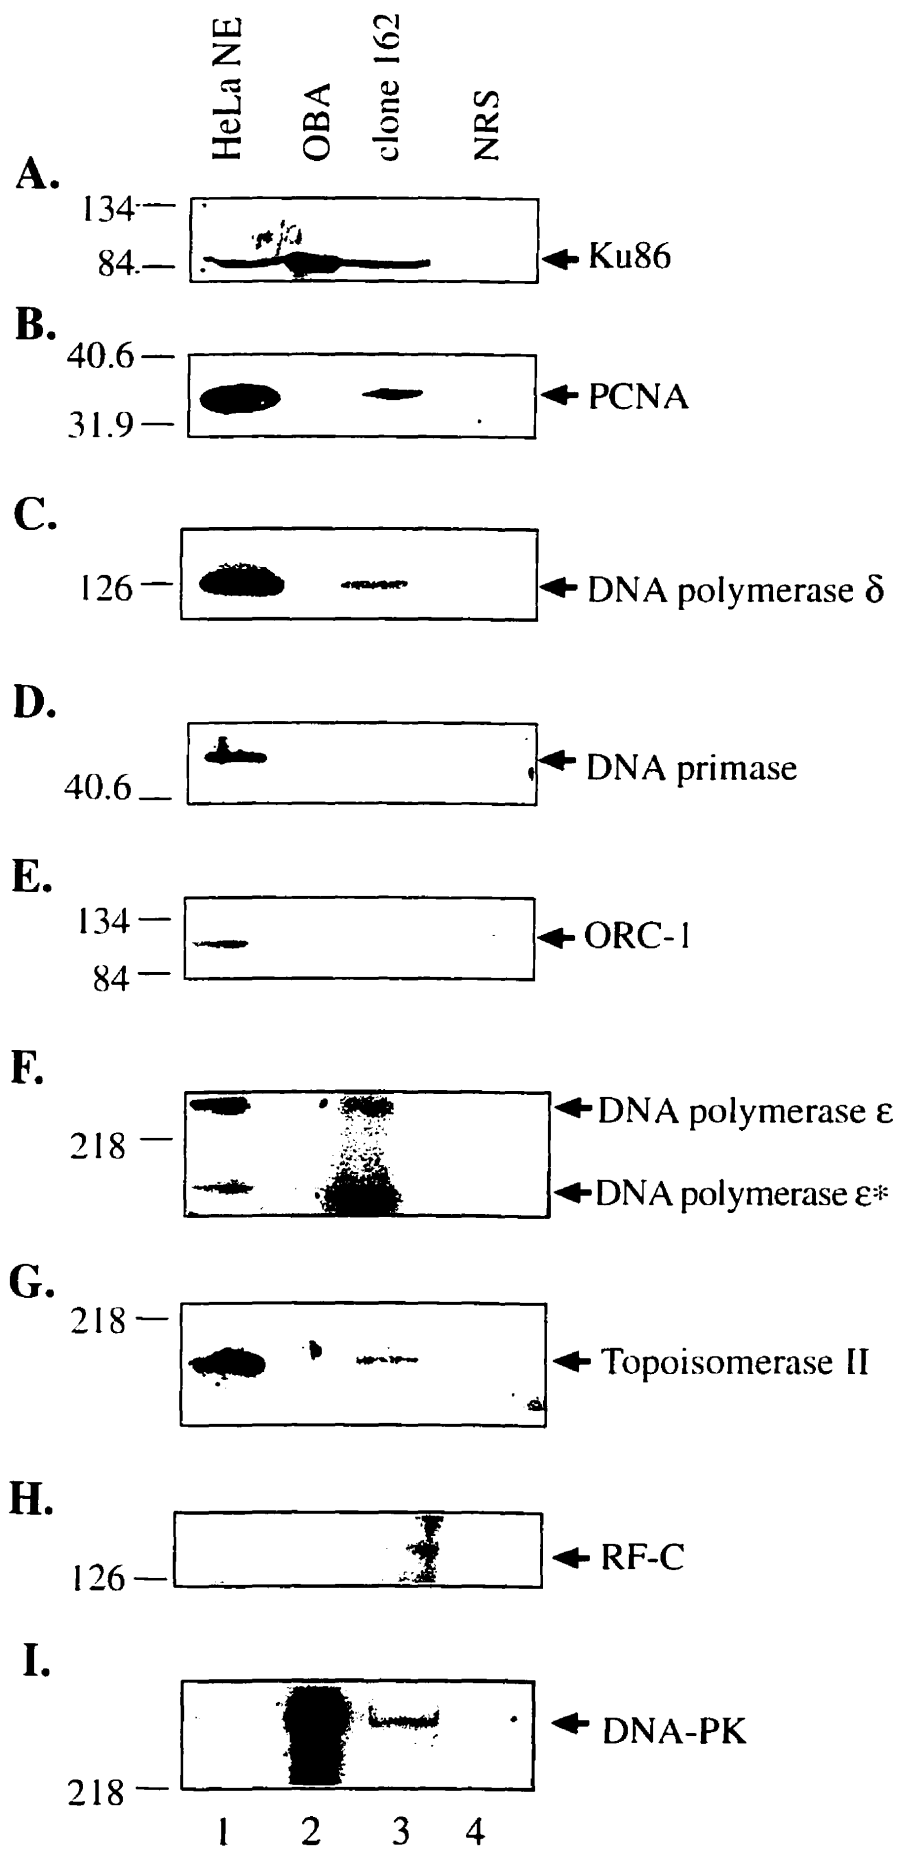 HeLa NE
OBA
clone 162
NRS
A.
134
84
Ku86
B.
40.6
31.9
PCNA
C.
126
DNA polymerase δ
D.
40.6
DNA primase
E.
134
84
ORC-1
F.
218
DNA polymerase ε
DNA polymerase ε*
G.
218
Topoisomerase II
H.
126
RF-C
I.
218
DNA-PK
1 2 3 4